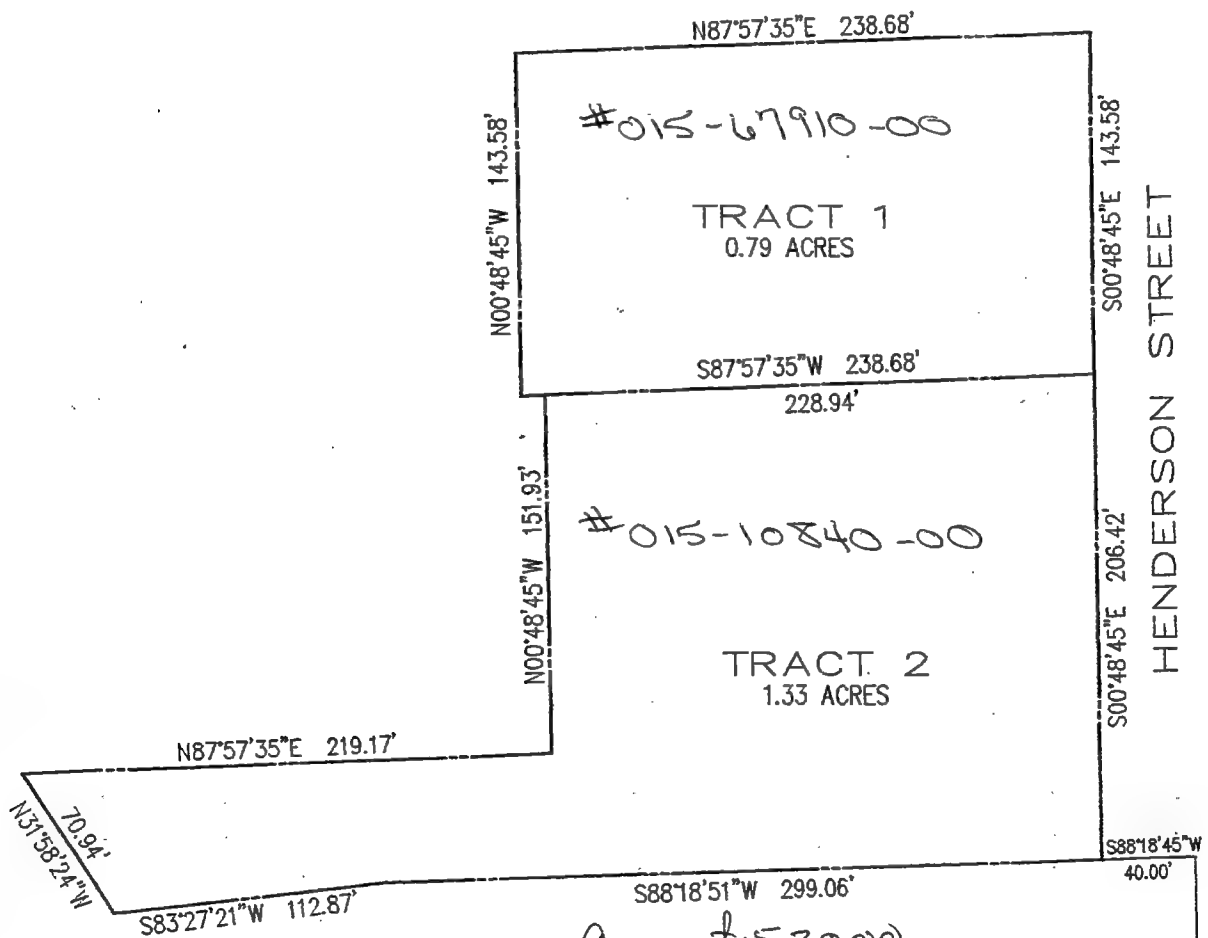 N87°57'35"E 238.68'
#015-67910-00
N00°48'45"W 143.58'
S00°48'45"E 143.58'
TRACT 1
0.79 ACRES
HENDERSON STREET
S87°57'35"W 238.68'
228.94'
N00°48'45"W 151.93'
#015-10840-00
S00°48'45"E 206.42'
TRACT 2
1.33 ACRES
N87°57'35"E 219.17'
70.94'
N31°58'24"W
S83°27'21"W 112.87'
S88°18'51"W 299.06'
S88°18'45"W
40.00'